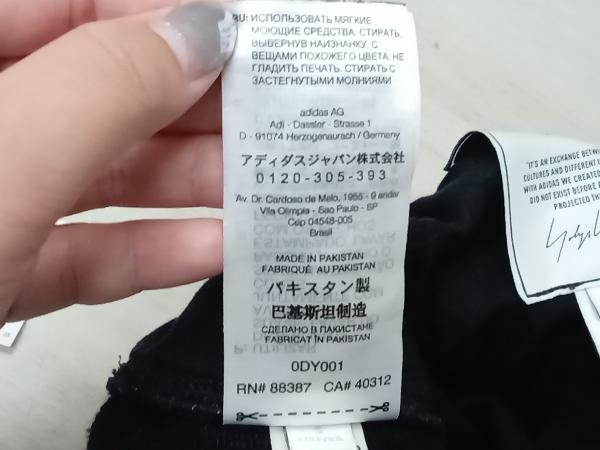 RU: ИСПОЛЬЗОВАТЬ МЯГКИЕ
МОЮЩИЕ СРЕДСТВА. СТИРАТЬ,
ВЫВЕРНУВ НАИЗНАНКУ. С
ВЕЩАМИ ПОХОЖЕГО ЦВЕТА. НЕ
ГЛАДИТЬ ПЕЧАТЬ. СТИРАТЬ С
ЗАСТЕГНУТЫМИ МОЛНИЯМИ
adidas AG
Adi - Dassler - Strasse 1
D - 91074 Herzogenaurach / Germany
アディダスジャパン株式会社
0120-305-393
Av. Dr. Cardoso de Melo, 1955 - 9 andar
Vila Olimpia - Sao Paulo - SP
Cep 04548-005
Brasil
MADE IN PAKISTAN
FABRIQUÉ AU PAKISTAN
パキスタン製
巴基斯坦制造
СДЕЛАНО В ПАКИСТАНЕ
FABRICAT ÎN PAKISTAN
0DY001
RN# 88387 CA# 40312
"IT'S AN EXCHANGE BETW
CULTURES AND DIFFERENT
WITH ADIDAS WE CREATED
DID NOT EXIST BEFORE
PROJECTED TH